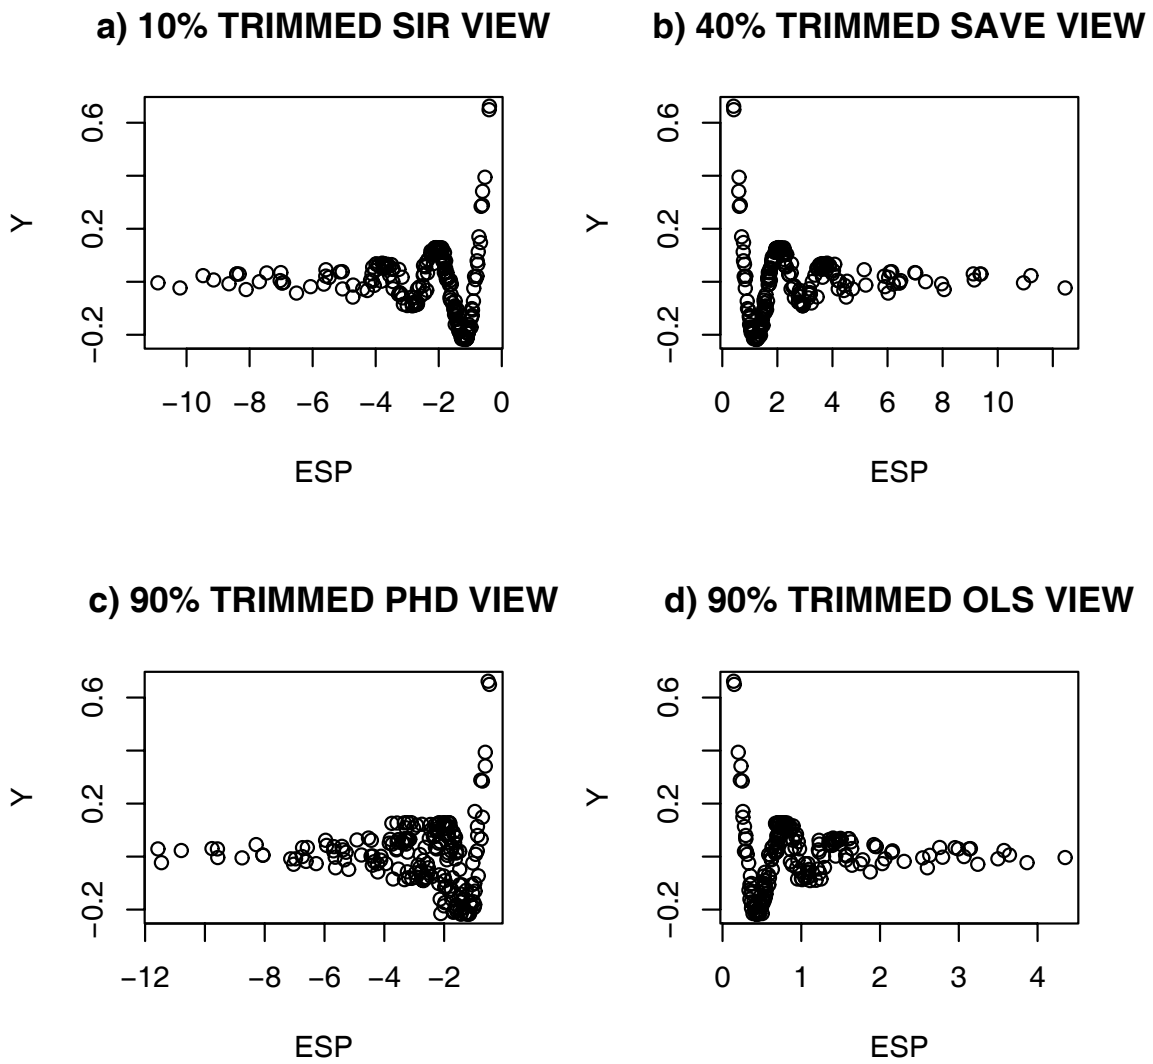 a) 10% TRIMMED SIR VIEW
Y
0.6
0.2
−0.2
−10 −8 −6 −4 −2 0
ESP
b) 40% TRIMMED SAVE VIEW
Y
0.6
0.2
−0.2
0 2 4 6 8 10
ESP
c) 90% TRIMMED PHD VIEW
Y
0.6
0.2
−0.2
−12 −8 −6 −4 −2
ESP
d) 90% TRIMMED OLS VIEW
Y
0.6
0.2
−0.2
0 1 2 3 4
ESP